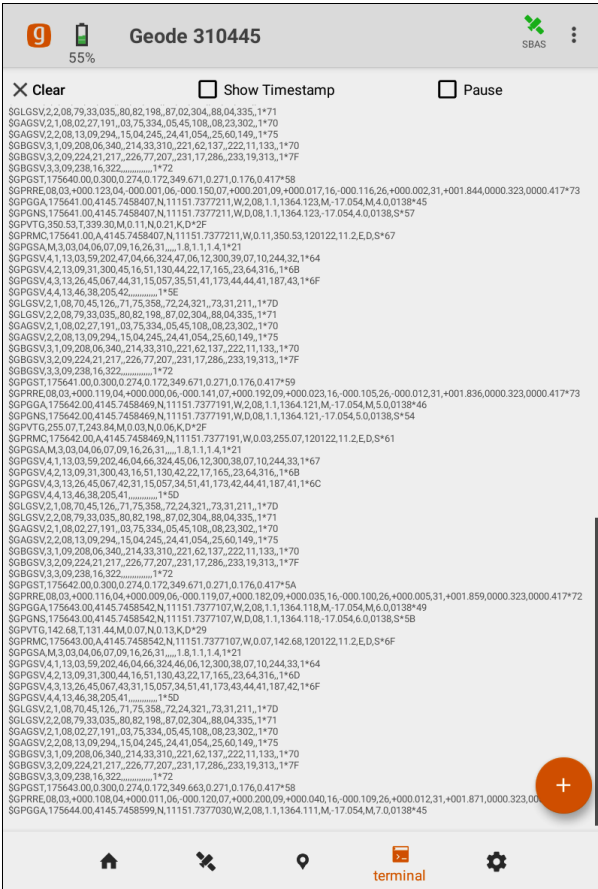 g
55%
Geode 310445
SBAS
Clear
Show Timestamp
Pause
$GLGSV,2,2,08,79,33,035,,80,82,198,,87,02,304,,88,04,335,,1*71
$GAGSV,2,1,08,02,27,191,,03,75,334,,05,45,108,,08,23,302,,1*70
$GAGSV,2,2,08,13,09,294,,15,04,245,,24,41,054,,25,60,149,,1*75
$GBGSV,3,1,09,208,06,340,,214,33,310,,221,62,137,,222,11,133,,1*70
$GBGSV,3,2,09,224,21,217,,226,77,207,,231,17,286,,233,19,313,,1*7F
$GBGSV,3,3,09,238,16,322,,,,,,,,,,,,,,1*72
$GPGST,175640.00,0.300,0.274,0.172,349.671,0.271,0.176,0.417*58
$GPRRE,08,03,+000.123,04,-000.001,06,-000.150,07,+000.201,09,+000.017,16,-000.116,26,+000.002,31,+001.844,0000.323,0000.417*73
$GPGGA,175641.00,4145.7458407,N,11151.7377211,W,2,08,1.1,1364.123,M,-17.054,M,4.0,0138*45
$GPGNS,175641.00,4145.7458407,N,11151.7377211,W,D,08,1.1,1364.123,-17.054,4.0,0138,S*57
$GPVTG,350.53,T,339.30,M,0.11,N,0.21,K,D*2F
$GPRMC,175641.00,A,4145.7458407,N,11151.7377211,W,0.11,350.53,120122,11.2,E,D,S*67
$GPGSA,M,3,03,04,06,07,09,16,26,31,,,,,1.8,1.1,1.4,1*21
$GPGSV,4,1,13,03,59,202,47,04,66,324,47,06,12,300,39,07,10,244,32,1*64
$GPGSV,4,2,13,09,31,300,45,16,51,130,44,22,17,165,,23,64,316,,1*6B
$GPGSV,4,3,13,26,45,067,44,31,15,057,35,51,41,173,44,44,41,187,43,1*6F
$GPGSV,4,4,13,46,38,205,42,,,,,,,,,,,,,1*5E
$GLGSV,2,1,08,70,45,126,,71,75,358,,72,24,321,,73,31,211,,1*7D
$GLGSV,2,2,08,79,33,035,,80,82,198,,87,02,304,,88,04,335,,1*71
$GAGSV,2,1,08,02,27,191,,03,75,334,,05,45,108,,08,23,302,,1*70
$GAGSV,2,2,08,13,09,294,,15,04,245,,24,41,054,,25,60,149,,1*75
$GBGSV,3,1,09,208,06,340,,214,33,310,,221,62,137,,222,11,133,,1*70
$GBGSV,3,2,09,224,21,217,,226,77,207,,231,17,286,,233,19,313,,1*7F
$GBGSV,3,3,09,238,16,322,,,,,,,,,,,,,,1*72
$GPGST,175641.00,0.300,0.274,0.172,349.671,0.271,0.176,0.417*59
$GPRRE,08,03,+000.119,04,+000.000,06,-000.141,07,+000.192,09,+000.023,16,-000.105,26,-000.012,31,+001.836,0000.323,0000.417*73
$GPGGA,175642.00,4145.7458469,N,11151.7377191,W,2,08,1.1,1364.121,M,-17.054,M,5.0,0138*46
$GPGNS,175642.00,4145.7458469,N,11151.7377191,W,D,08,1.1,1364.121,-17.054,5.0,0138,S*54
$GPVTG,255.07,T,243.84,M,0.03,N,0.06,K,D*2F
$GPRMC,175642.00,A,4145.7458469,N,11151.7377191,W,0.03,255.07,120122,11.2,E,D,S*61
$GPGSA,M,3,03,04,06,07,09,16,26,31,,,,,1.8,1.1,1.4,1*21
$GPGSV,4,1,13,03,59,202,46,04,66,324,45,06,12,300,38,07,10,244,33,1*67
$GPGSV,4,2,13,09,31,300,43,16,51,130,42,22,17,165,,23,64,316,,1*6B
$GPGSV,4,3,13,26,45,067,42,31,15,057,35,51,41,173,42,44,41,187,41,1*6C
$GPGSV,4,4,13,46,38,205,41,,,,,,,,,,,,,1*5D
$GLGSV,2,1,08,70,45,126,,71,75,358,,72,24,321,,73,31,211,,1*7D
$GLGSV,2,2,08,79,33,035,,80,82,198,,87,02,304,,88,04,335,,1*71
$GAGSV,2,1,08,02,27,191,,03,75,334,,05,45,108,,08,23,302,,1*70
$GAGSV,2,2,08,13,09,294,,15,04,245,,24,41,054,,25,60,149,,1*75
$GBGSV,3,1,09,208,06,340,,214,33,310,,221,62,137,,222,11,133,,1*70
$GBGSV,3,2,09,224,21,217,,226,77,207,,231,17,286,,233,19,313,,1*7F
$GBGSV,3,3,09,238,16,322,,,,,,,,,,,,,,1*72
$GPGST,175642.00,0.300,0.274,0.172,349.671,0.271,0.176,0.417*5A
$GPRRE,08,03,+000.116,04,+000.009,06,-000.119,07,+000.182,09,+000.035,16,-000.100,26,+000.005,31,+001.859,0000.323,0000.417*72
$GPGGA,175643.00,4145.7458542,N,11151.7377107,W,2,08,1.1,1364.118,M,-17.054,M,6.0,0138*49
$GPGNS,175643.00,4145.7458542,N,11151.7377107,W,D,08,1.1,1364.118,-17.054,6.0,0138,S*5B
$GPVTG,142.68,T,131.44,M,0.07,N,0.13,K,D*29
$GPRMC,175643.00,A,4145.7458542,N,11151.7377107,W,0.07,142.68,120122,11.2,E,D,S*6F
$GPGSA,M,3,03,04,06,07,09,16,26,31,,,,,1.8,1.1,1.4,1*21
$GPGSV,4,1,13,03,59,202,46,04,66,324,46,06,12,300,38,07,10,244,33,1*64
$GPGSV,4,2,13,09,31,300,44,16,51,130,43,22,17,165,,23,64,316,,1*6D
$GPGSV,4,3,13,26,45,067,43,31,15,057,34,51,41,173,43,44,41,187,42,1*6F
$GPGSV,4,4,13,46,38,205,41,,,,,,,,,,,,,1*5D
$GLGSV,2,1,08,70,45,126,,71,75,358,,72,24,321,,73,31,211,,1*7D
$GLGSV,2,2,08,79,33,035,,80,82,198,,87,02,304,,88,04,335,,1*71
$GAGSV,2,1,08,02,27,191,,03,75,334,,05,45,108,,08,23,302,,1*70
$GAGSV,2,2,08,13,09,294,,15,04,245,,24,41,054,,25,60,149,,1*75
$GBGSV,3,1,09,208,06,340,,214,33,310,,221,62,137,,222,11,133,,1*70
$GBGSV,3,2,09,224,21,217,,226,77,207,,231,17,286,,233,19,313,,1*7F
$GBGSV,3,3,09,238,16,322,,,,,,,,,,,,,,1*72
$GPGST,175643.00,0.300,0.274,0.172,349.663,0.271,0.176,0.417*58
$GPRRE,08,03,+000.108,04,+000.011,06,-000.120,07,+000.200,09,+000.040,16,-000.109,26,+000.012,31,+001.871,0000.323,00
$GPGGA,175644.00,4145.7458599,N,11151.7377030,W,2,08,1.1,1364.111,M,-17.054,M,7.0,0138*45
terminal